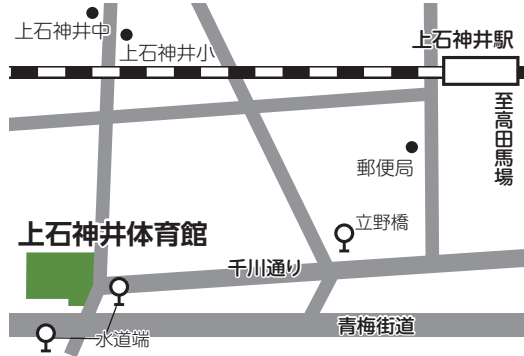 上石神井中
上石神井小
上石神井駅
至高田馬場
郵便局
立野橋
上石神井体育館
千川通り
青梅街道
水道端